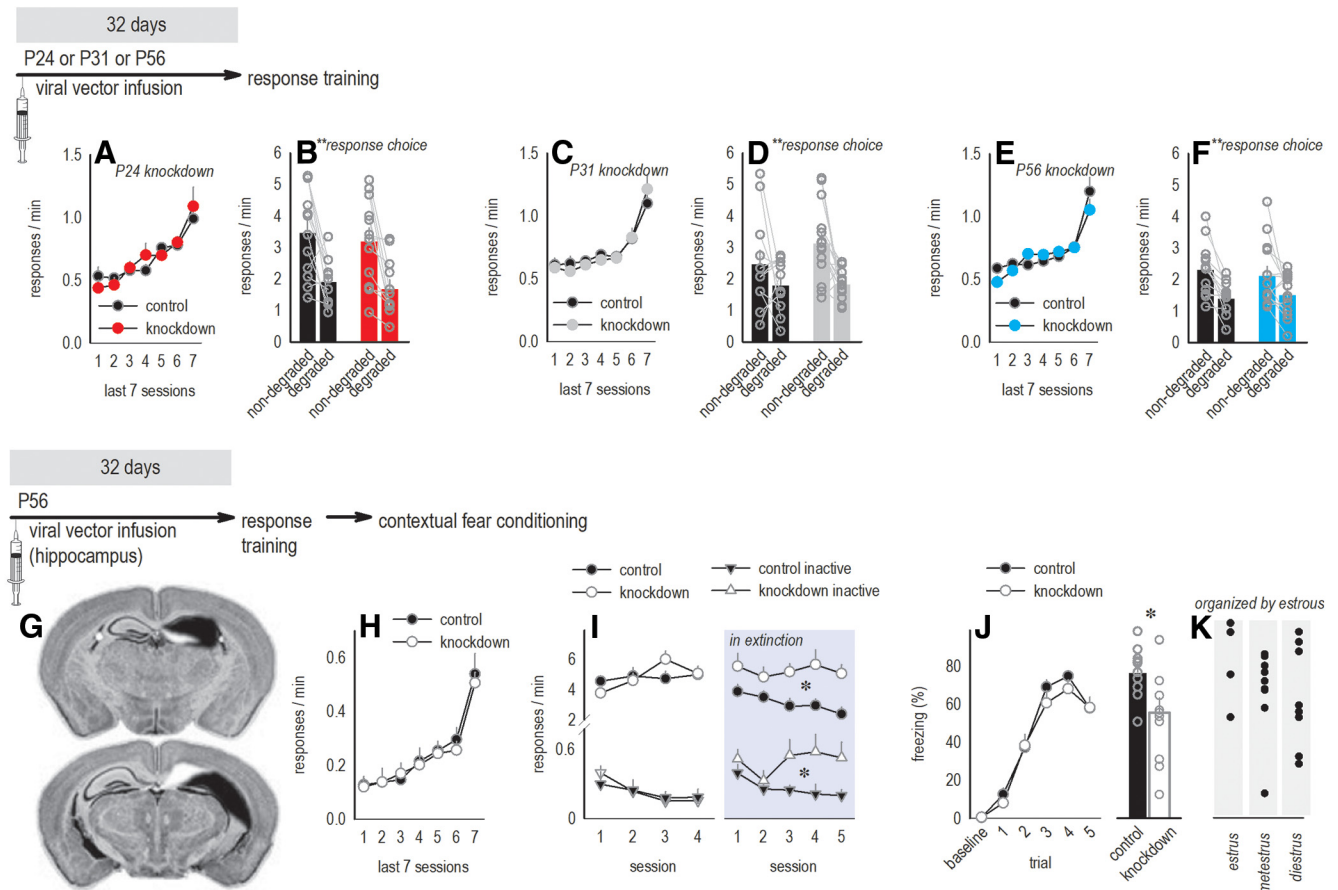 32 days
P24 or P31 or P56
viral vector infusion
response training
A
P24 knockdown
responses / min
1.5
1.0
0.5
0.0
control
knockdown
1 2 3 4 5 6 7
last 7 sessions
B
**response choice
responses / min
6
5
4
3
2
1
0
non-degraded
degraded
non-degraded
degraded
C
P31 knockdown
responses / min
1.5
1.0
0.5
0.0
control
knockdown
1 2 3 4 5 6 7
last 7 sessions
D
**response choice
responses / min
6
5
4
3
2
1
0
non-degraded
degraded
non-degraded
degraded
E
P56 knockdown
responses / min
1.5
1.0
0.5
0.0
control
knockdown
1 2 3 4 5 6 7
last 7 sessions
F
**response choice
responses / min
6
5
4
3
2
1
0
non-degraded
degraded
non-degraded
degraded
32 days
P56
viral vector infusion
(hippocampus)
response
training
contextual fear conditioning
G
H
control
knockdown
responses / min
0.6
0.4
0.2
0.0
1 2 3 4 5 6 7
last 7 sessions
control
knockdown
control inactive
knockdown inactive
I
in extinction
responses / min
6
4
2
0.6
0
*
*
1 2 3 4
session
1 2 3 4 5
session
control
knockdown
J
freezing (%)
80
60
40
20
0
baseline
1 2 3 4 5
trial
*
control
knockdown
K
organized by estrous
estrus
metestrus
diestrus